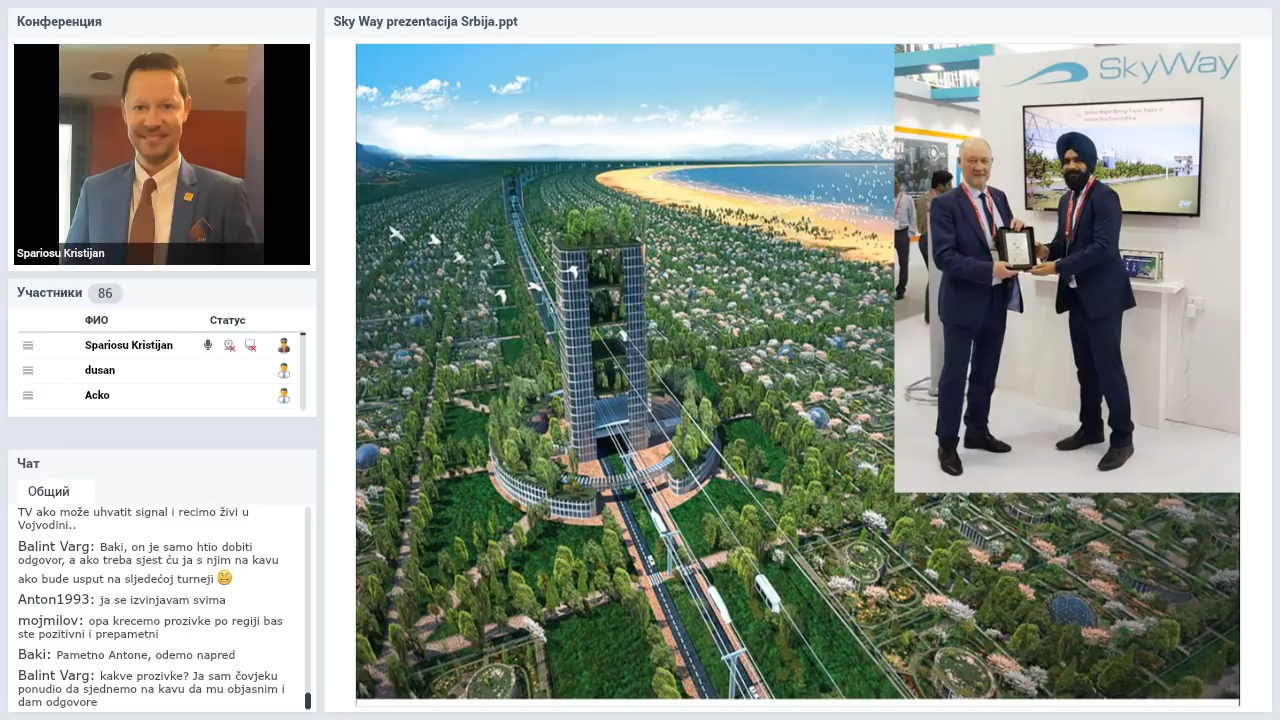 Конференция
Spariosu Kristijan
Участники 86
ФИО Статус
Spariosu Kristijan
dusan
Acko
Чат
Общий
TV ako može uhvatit signal i recimo živi u
Vojvodini..
Balint Varg: Baki, on je samo htio dobiti
odgovor, a ako treba sjest ću ja s njim na kavu
ako bude usput na sljedećoj turneji
Anton1993: ja se izvinjavam svima
mojmilov: opa krecemo prozivke po regiji bas
ste pozitivni i prepametni
Baki: Pametno Antone, odemo napred
Balint Varg: kakve prozivke? Ja sam čovjeku
ponudio da sjednemo na kavu da mu objasnim i
dam odgovore
Sky Way prezentacija Srbija.ppt
SkyWay